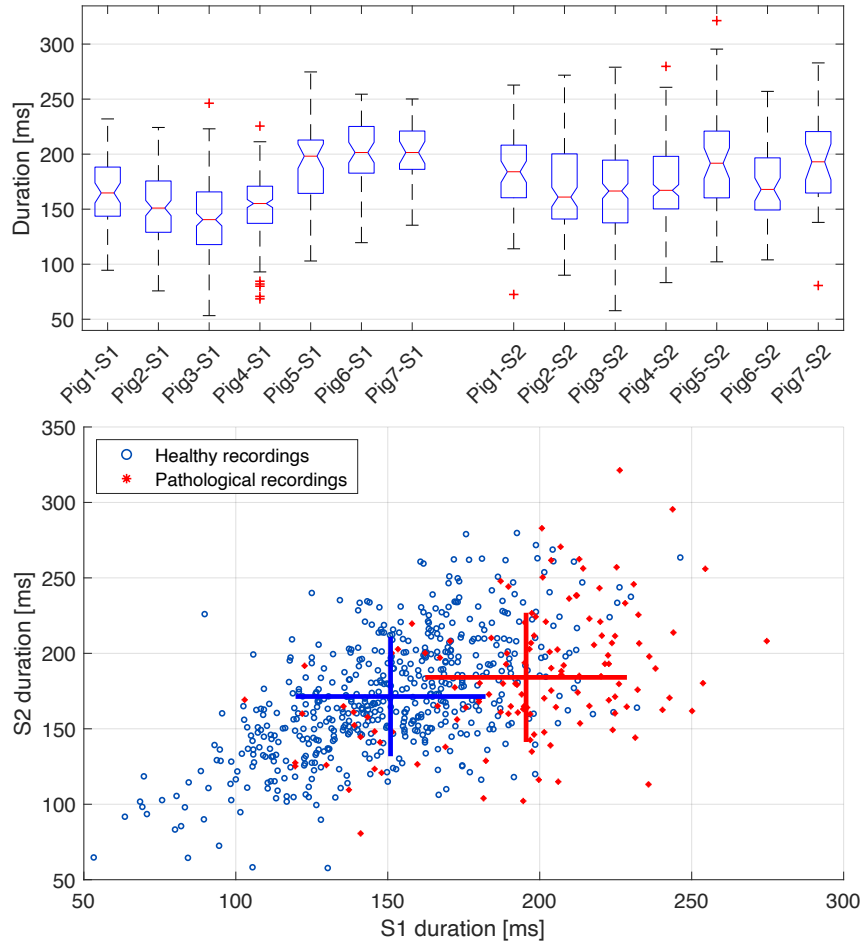 Duration [ms]
300
250
200
150
100
50
Pig1-S1
Pig2-S1
Pig3-S1
Pig4-S1
Pig5-S1
Pig6-S1
Pig7-S1
Pig1-S2
Pig2-S2
Pig3-S2
Pig4-S2
Pig5-S2
Pig6-S2
Pig7-S2
S2 duration [ms]
350
300
250
200
150
100
50
Healthy recordings
Pathological recordings
50
100
150
200
250
300
S1 duration [ms]